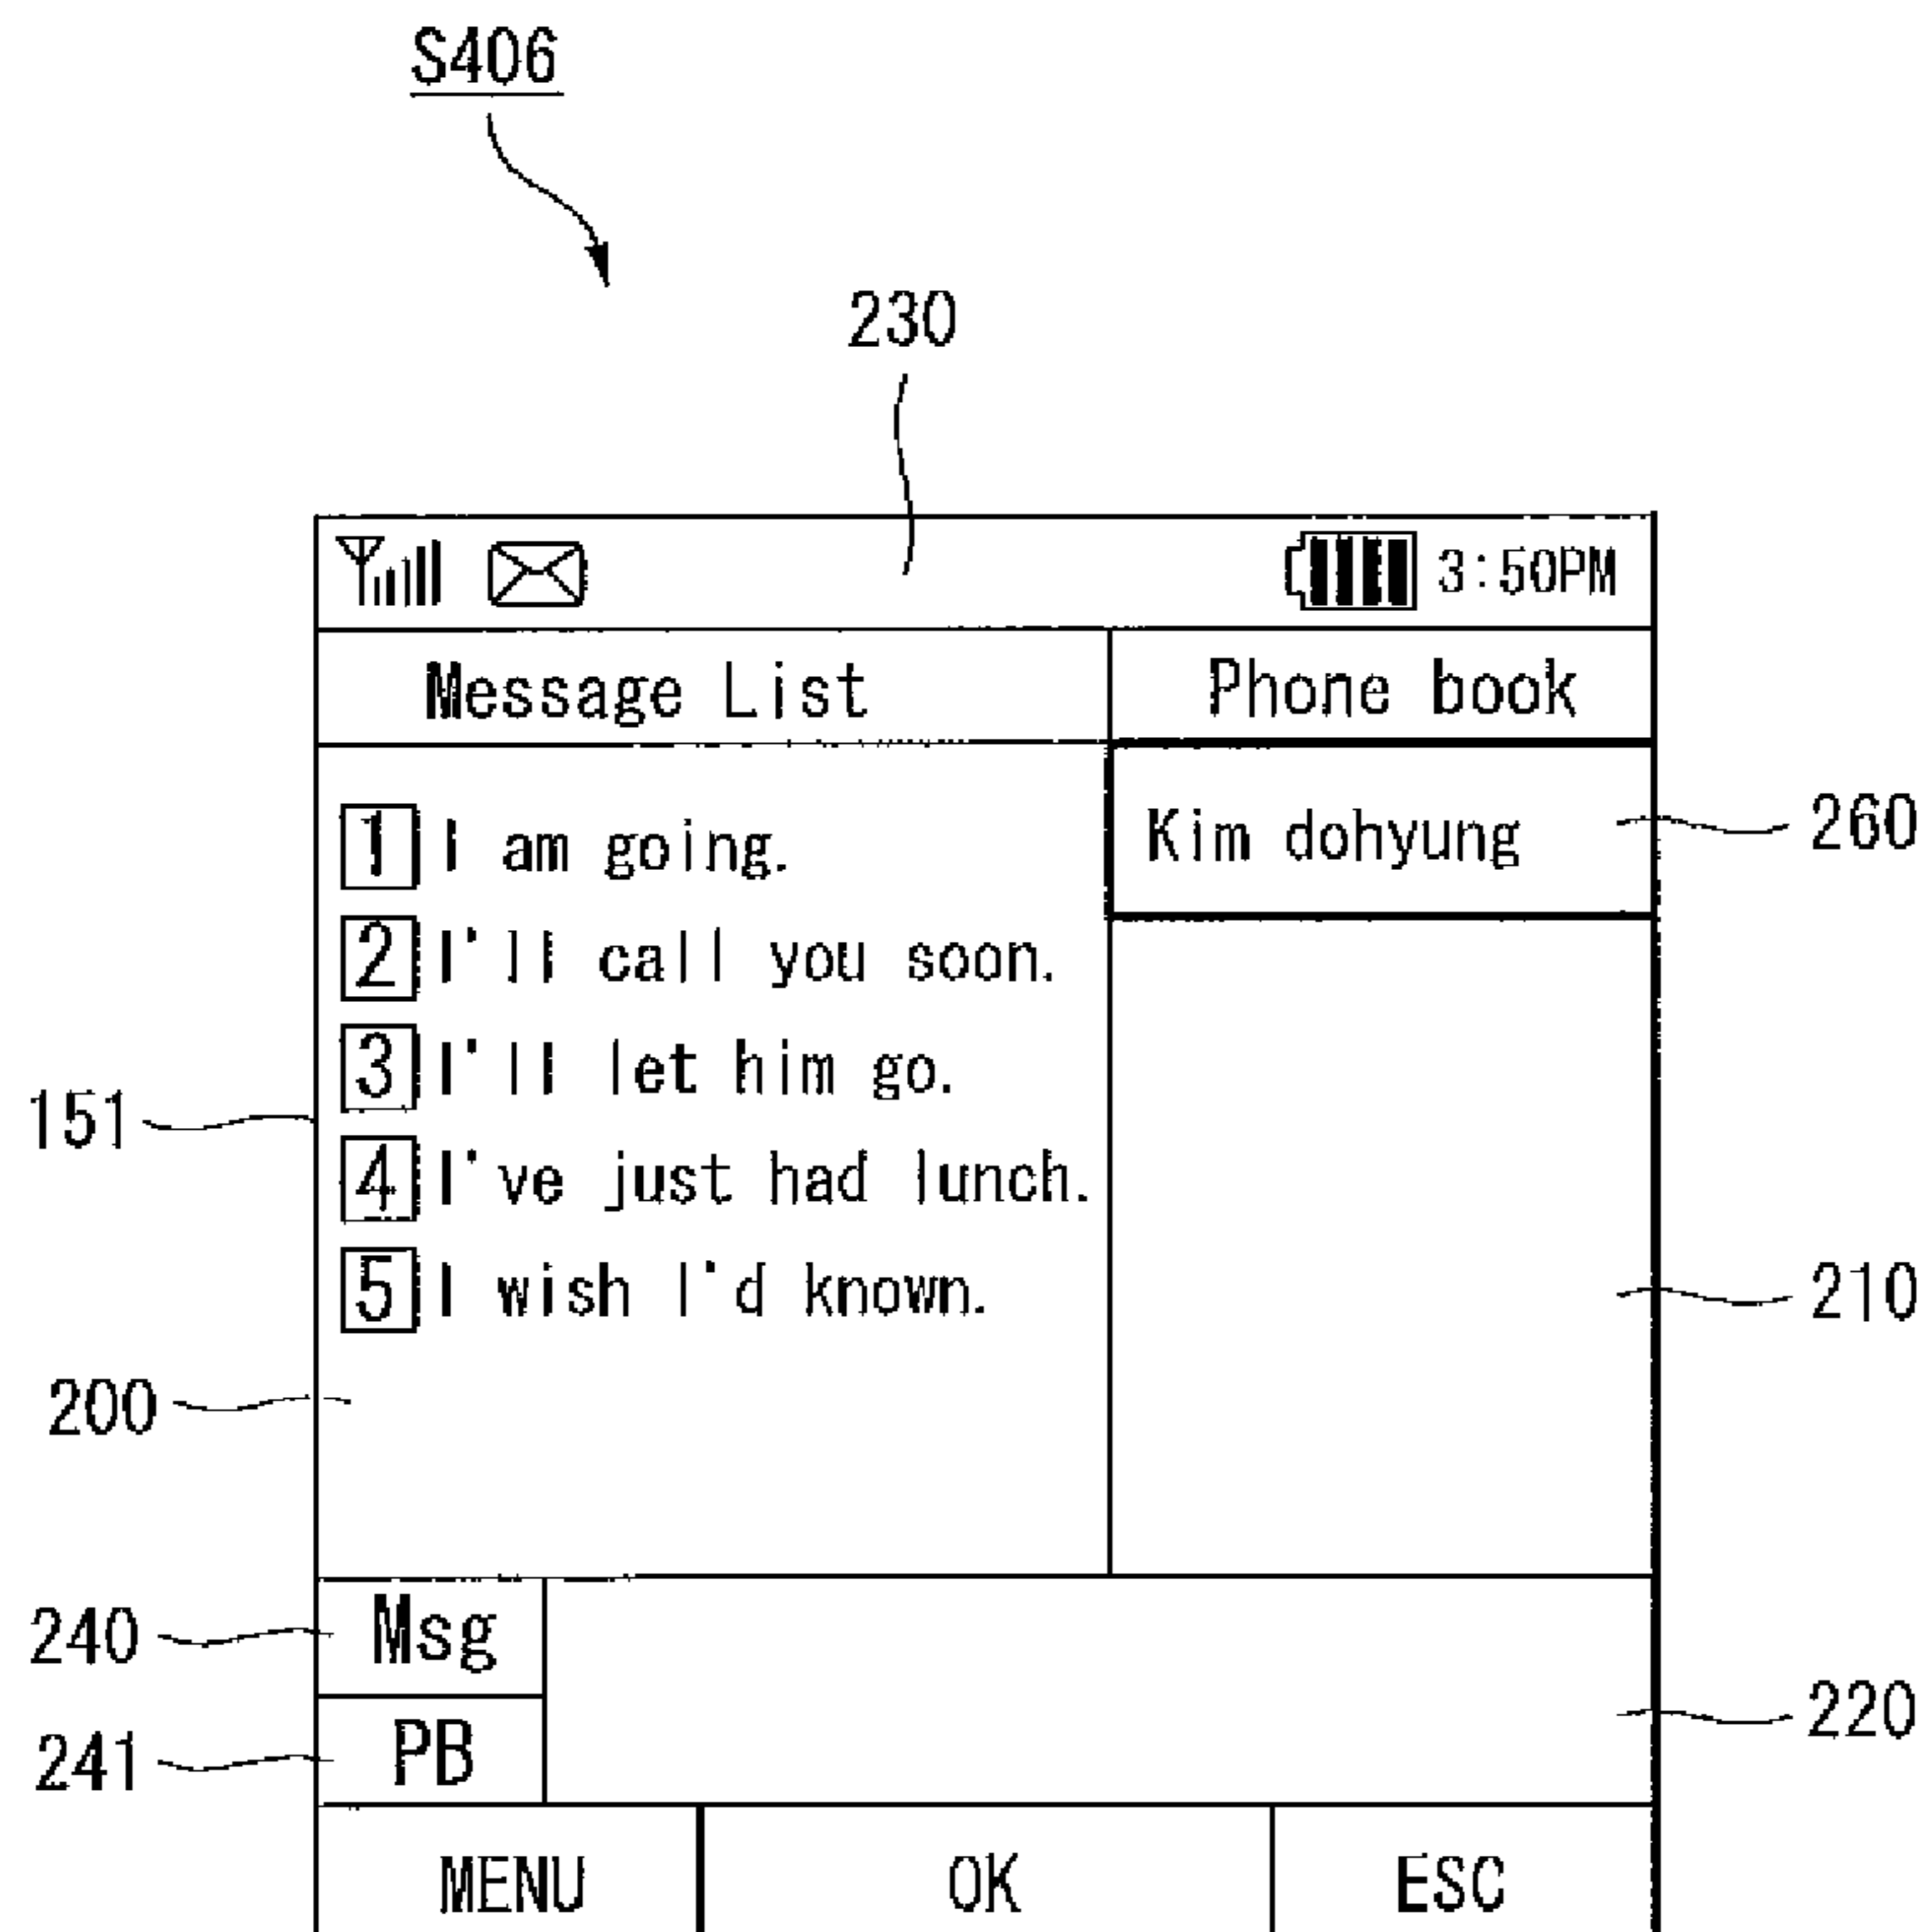 S406
230
3:50PM
Message List Phone book
1 I am going.
Kim dohyung
260
2 I'll call you soon.
3 I'll let him go.
151
4 I've just had lunch.
5 I wish I'd known.
210
200
240
Msg
220
241
PB
MENU OK ESC